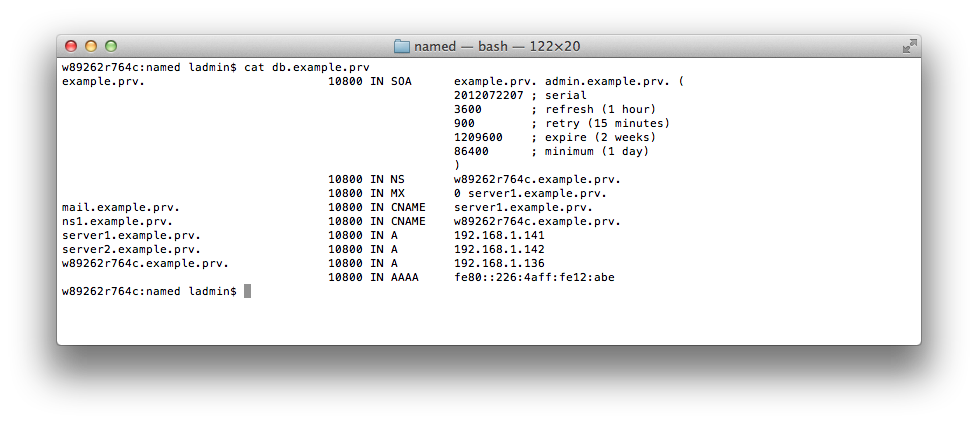 named — bash — 122×20
w89262r764c:named ladmin$ cat db.example.prv
example.prv. 10800 IN SOA example.prv. admin.example.prv. (
2012072207 ; serial
3600 ; refresh (1 hour)
900 ; retry (15 minutes)
1209600 ; expire (2 weeks)
86400 ; minimum (1 day)
)
10800 IN NS w89262r764c.example.prv.
10800 IN MX 0 server1.example.prv.
mail.example.prv. 10800 IN CNAME server1.example.prv.
ns1.example.prv. 10800 IN CNAME w89262r764c.example.prv.
server1.example.prv. 10800 IN A 192.168.1.141
server2.example.prv. 10800 IN A 192.168.1.142
w89262r764c.example.prv. 10800 IN A 192.168.1.136
10800 IN AAAA fe80::226:4aff:fe12:abe
w89262r764c:named ladmin$